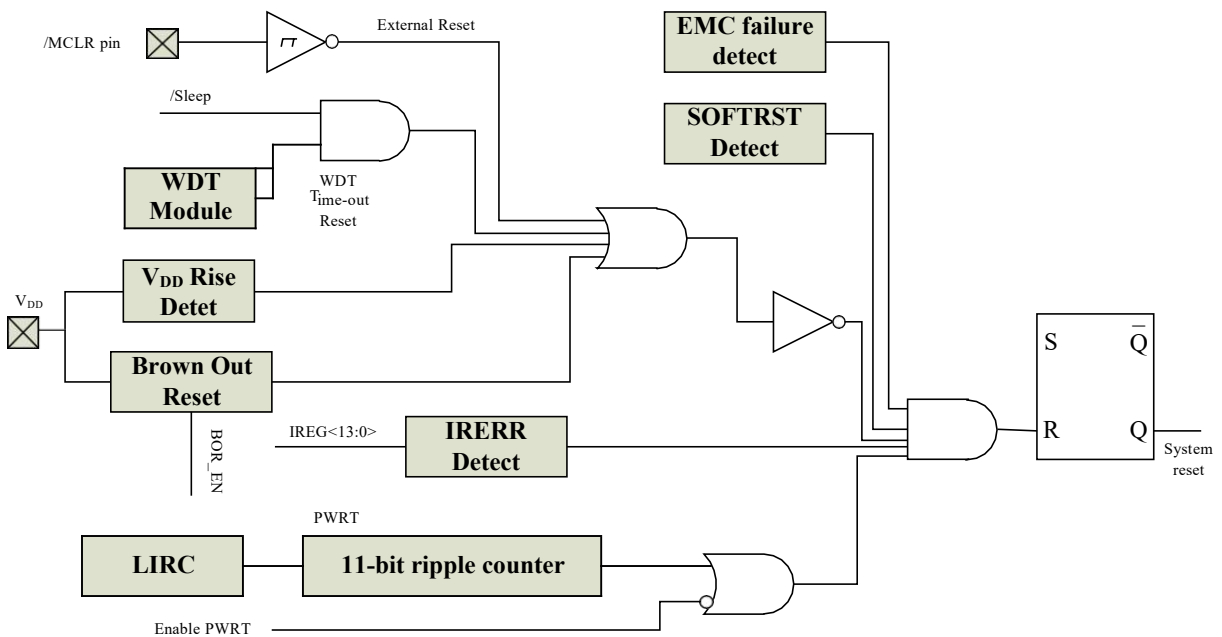 /MCLR pin
External Reset
EMC failure
detect
/Sleep
SOFTRST
Detect
WDT
Module
WDT
Time-out
Reset
VDD
VDD Rise
Detet
Brown Out
Reset
BOR_EN
IREG<13:0>
IRERR
Detect
S
Q̅
R
Q
System
reset
PWRT
LIRC
11-bit ripple counter
Enable PWRT